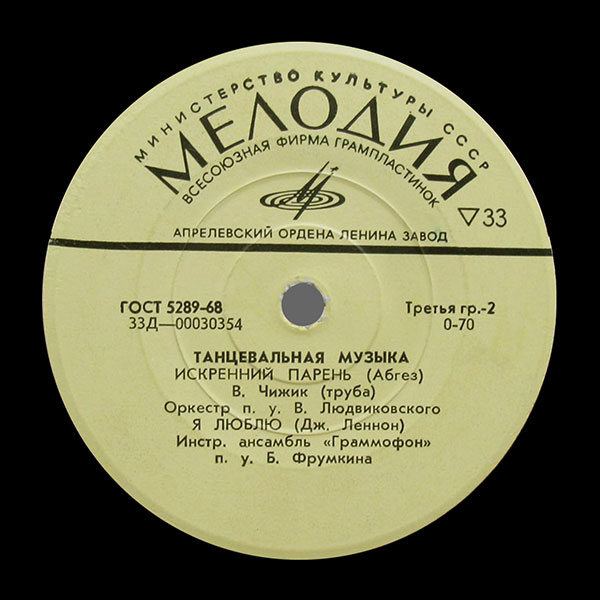 МИНИСТЕРСТВО КУЛЬТУРЫ СССР
МЕЛОДИЯ
ВСЕСОЮЗНАЯ ФИРМА ГРАМПЛАСТИНОК
▽33
АПРЕЛЕВСКИЙ ОРДЕНА ЛЕНИНА ЗАВОД
ГОСТ 5289–68 Третья гр.–2
33Д—00030354 0-70
ТАНЦЕВАЛЬНАЯ МУЗЫКА
ИСКРЕННИЙ ПАРЕНЬ (Абгез)
В. Чижик (труба)
Оркестр п. у. В. Людвиковского
Я ЛЮБЛЮ (Дж. Леннон)
Инстр. ансамбль «Граммофон»
п. у. Б. Фрумкина